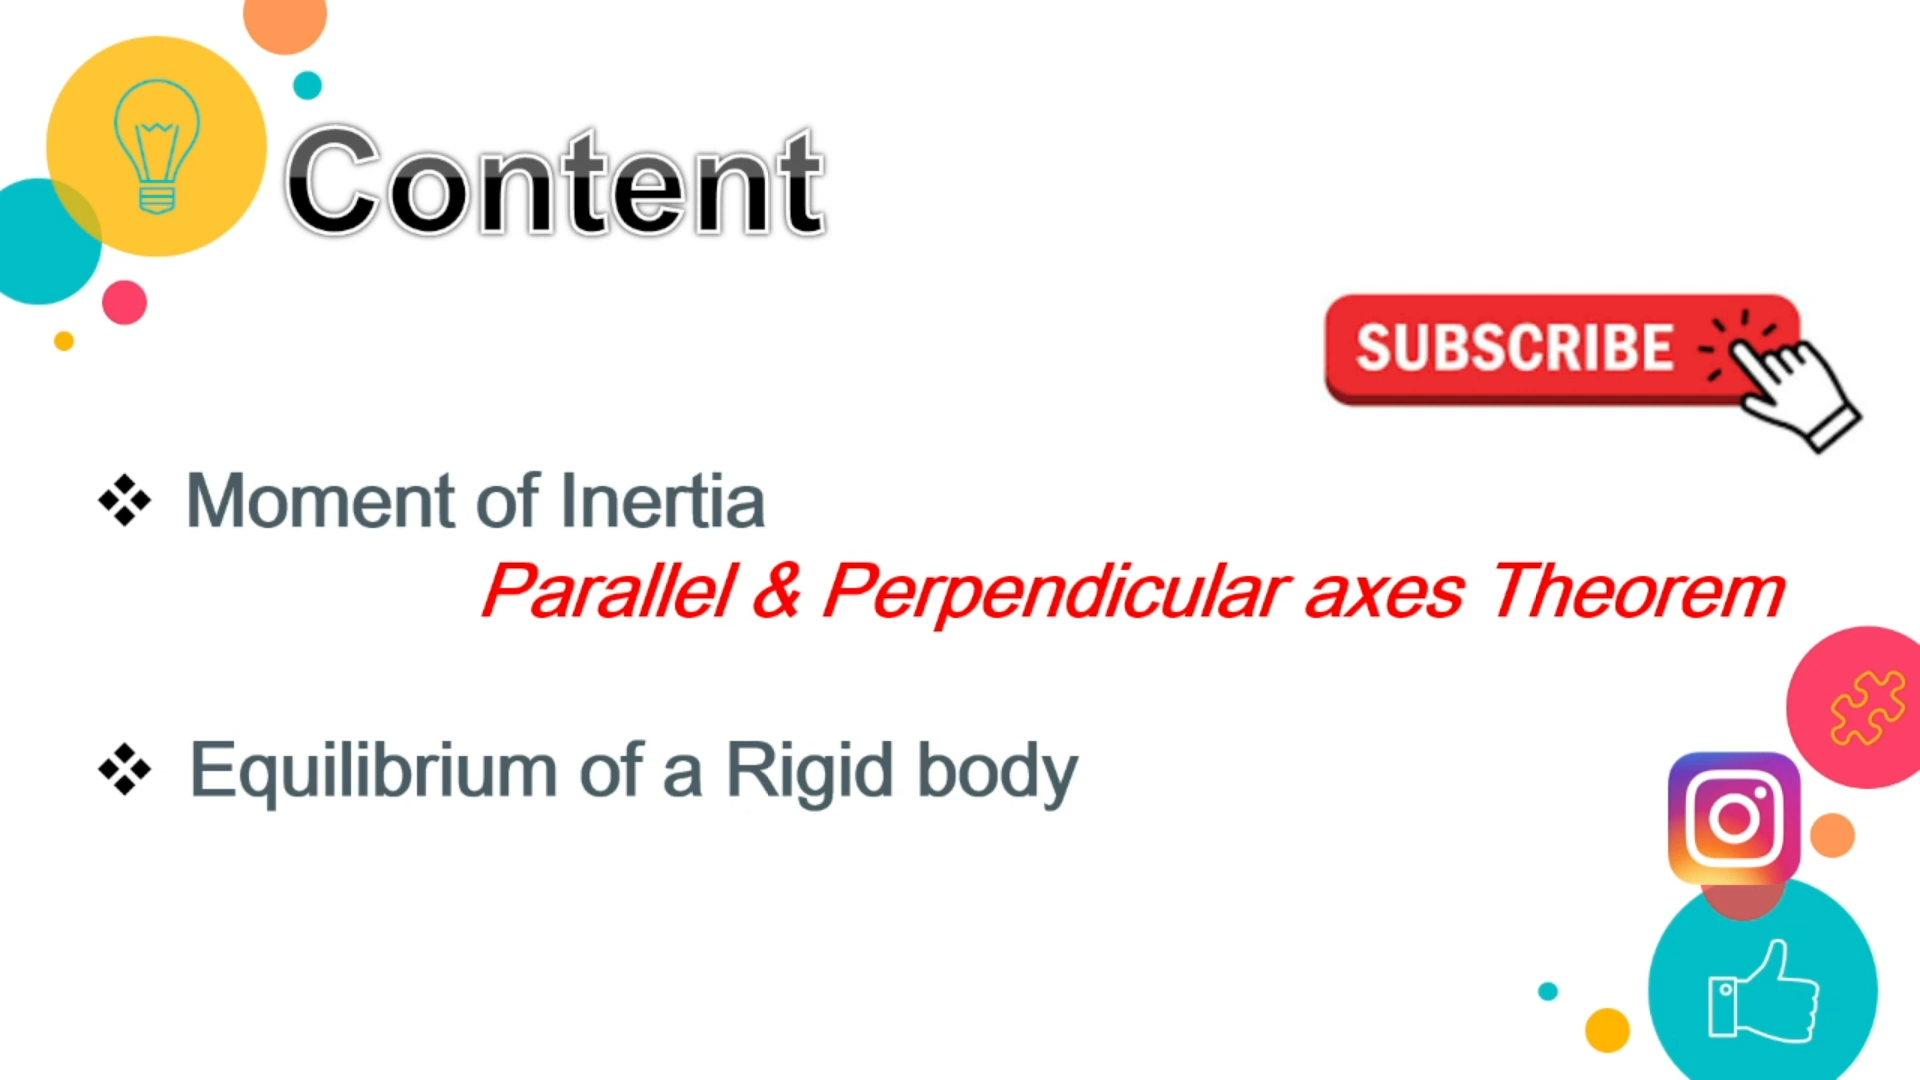 Content
SUBSCRIBE
❖ Moment of Inertia
Parallel & Perpendicular axes Theorem
❖ Equilibrium of a Rigid body